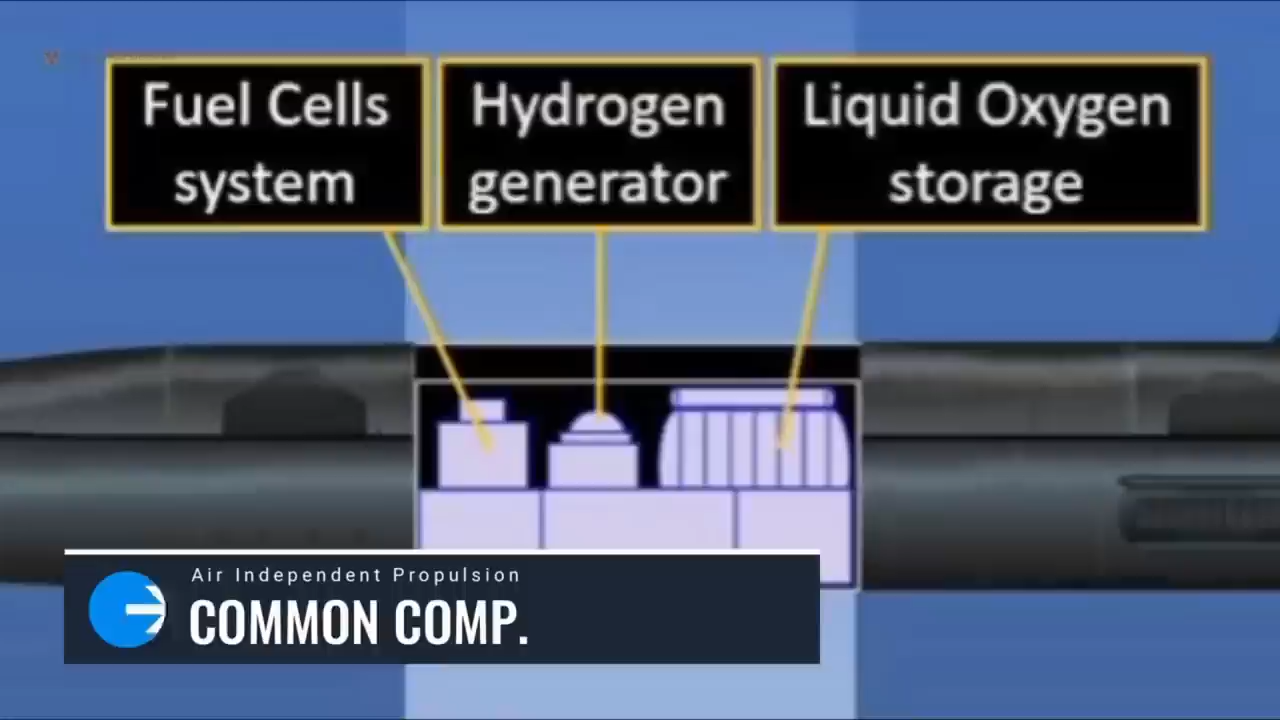 Fuel Cells
system
Hydrogen
generator
Liquid Oxygen
storage
Air Independent Propulsion
COMMON COMP.